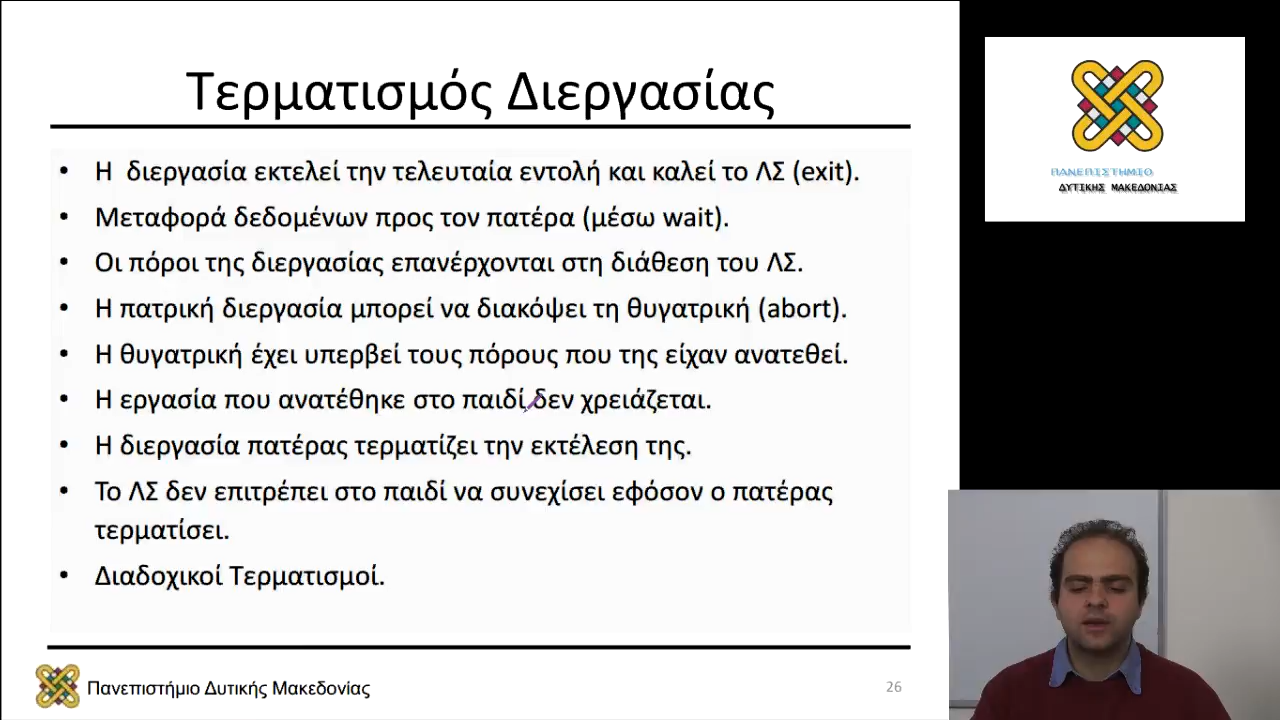 Τερματισμός Διεργασίας
• Η διεργασία εκτελεί την τελευταία εντολή και καλεί το ΛΣ (exit).
• Μεταφορά δεδομένων προς τον πατέρα (μέσω wait).
• Οι πόροι της διεργασίας επανέρχονται στη διάθεση του ΛΣ.
• Η πατρική διεργασία μπορεί να διακόψει τη θυγατρική (abort).
• Η θυγατρική έχει υπερβεί τους πόρους που της είχαν ανατεθεί.
• Η εργασία που ανατέθηκε στο παιδί δεν χρειάζεται.
• Η διεργασία πατέρας τερματίζει την εκτέλεση της.
• Το ΛΣ δεν επιτρέπει στο παιδί να συνεχίσει εφόσον ο πατέρας
τερματίσει.
• Διαδοχικοί Τερματισμοί.
Πανεπιστήμιο Δυτικής Μακεδονίας
26
ΠΑΝΕΠΙΣΤΗΜΙΟ
ΔΥΤΙΚΗΣ ΜΑΚΕΔΟΝΙΑΣ